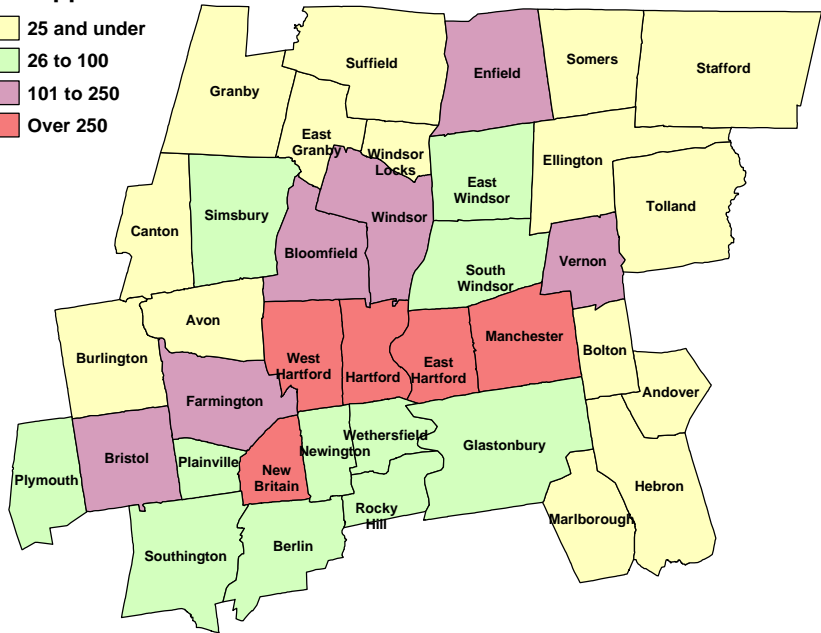 25 and under
26 to 100
101 to 250
Over 250
Suffield
Enfield
Somers
Stafford
Granby
East
Granby
Windsor
Locks
Ellington
East
Windsor
Tolland
Simsbury
Windsor
Canton
Bloomfield
Vernon
South
Windsor
Avon
Manchester
Burlington
West
Hartford
Hartford
East
Hartford
Bolton
Andover
Farmington
Wethersfield
Glastonbury
Newington
Bristol
Plainville
Plymouth
New
Britain
Hebron
Rocky
Hill
Marlborough
Southington
Berlin